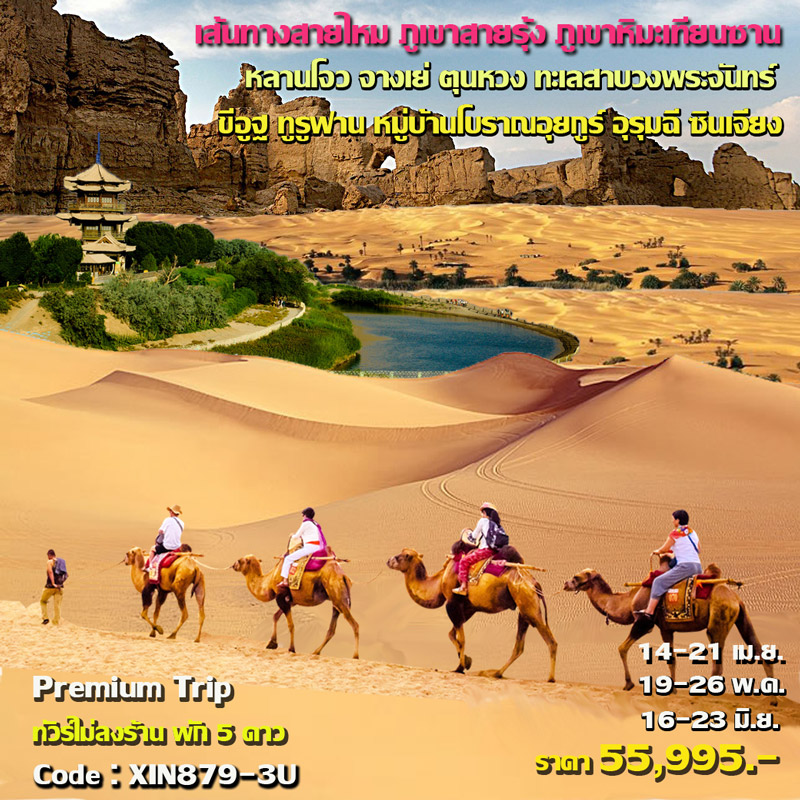 เส้นทางสายไหม ภูเขาสายรุ้ง ภูเขาหิมะเทียนซาน
หลานโจว จางเย่ ตุนหวง ทะเลสาบวงพระจันทร์
ขีอูฐ ทูรูฟาน หมู่บ้านโบราณอุยกูร์ อุรุมฉี ซินเจียง
14-21 เม.ย.
19-26 พ.ค.
16-23 มิ.ย.
ราคา 55,995.-
Premium Trip
ทัวร์ไม่ลงร้าน พัก 5 ดาว
Code : XIN879-3U